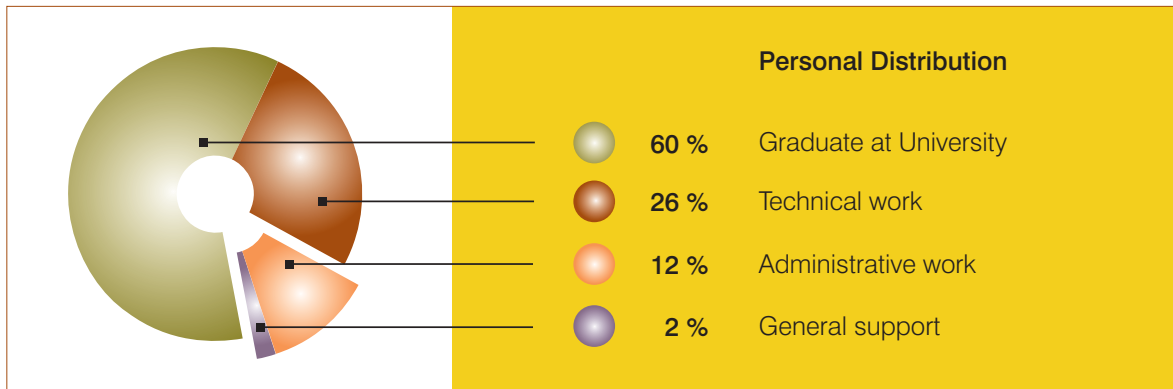 Personal Distribution
60 % Graduate at University
26 % Technical work
12 % Administrative work
2 % General support